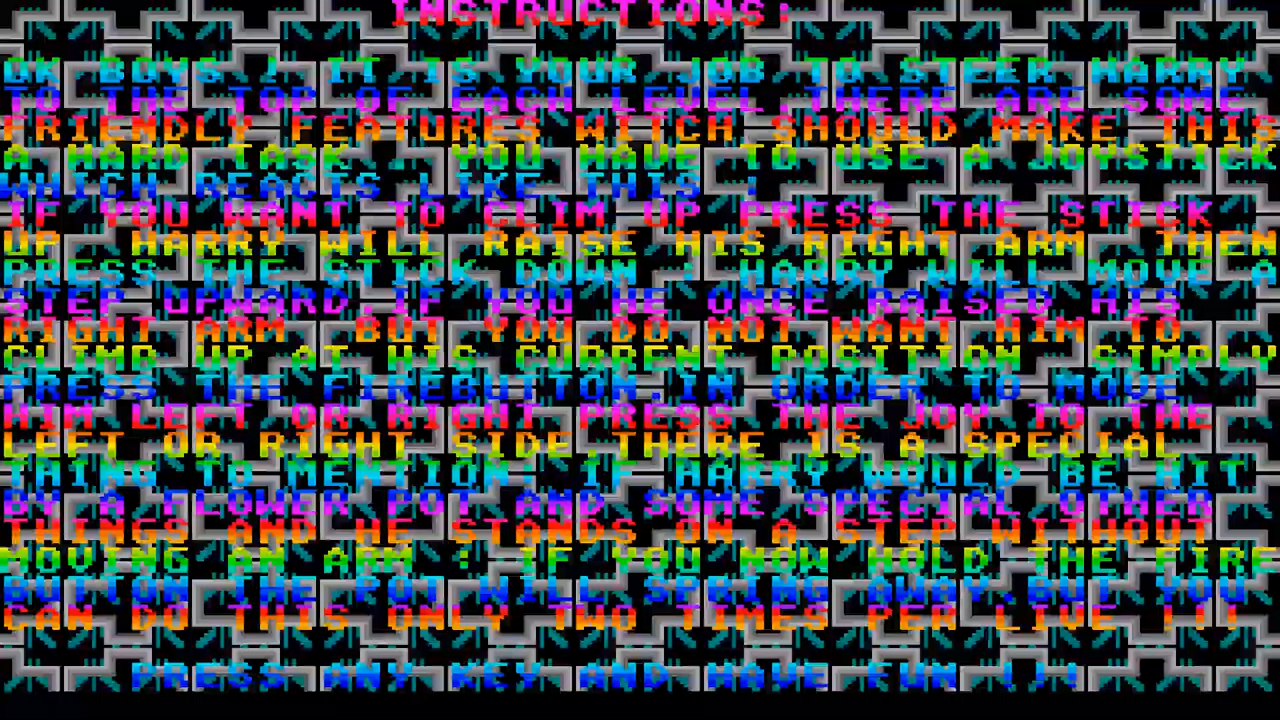 INSTRUCTIONS:
OK BOYS ! IT IS YOUR JOB TO STEER HARRY
TO THE TOP OF EACH LEVEL THERE ARE SOME
FRIENDLY FEATURES WITCH SHOULD MAKE THIS
A HARD TASK . YOU HAVE TO USE A JOYSTICK
WHICH REACTS LIKE THIS :
IF YOU WANT TO CLIM UP PRESS THE STICK
UP HARRY WILL RAISE HIS RIGHT ARM THEN
PRESS THE STICK DOWN : HARRY WILL MOVE A
STEP UPWARD.IF YOU'VE ONCE RAISED HIS
RIGHT ARM BUT YOU DO NOT WANT HIM TO
CLIMB UP AT HIS CURRENT POSITION SIMPLY
PRESS THE FIREBUTTON.IN ORDER TO MOVE
HIM LEFT OR RIGHT PRESS THE JOY TO THE
LEFT OR RIGHT SIDE.THERE IS A SPECIAL
THING TO MENTION: IF HARRY WOULD BE HIT
BY A FLOWER POT AND SOME SPECIAL OTHER
THINGS AND HE STANDS ON A STEP WITHOUT
MOVING AN ARM : IF YOU NOW HOLD THE FIRE
BUTTON THE POT WILL SPRING AWAY BUT YOU
CAN DO THIS ONLY TWO TIMES PER LIVE !!!
PRESS ANY KEY AND HAVE FUN !!!